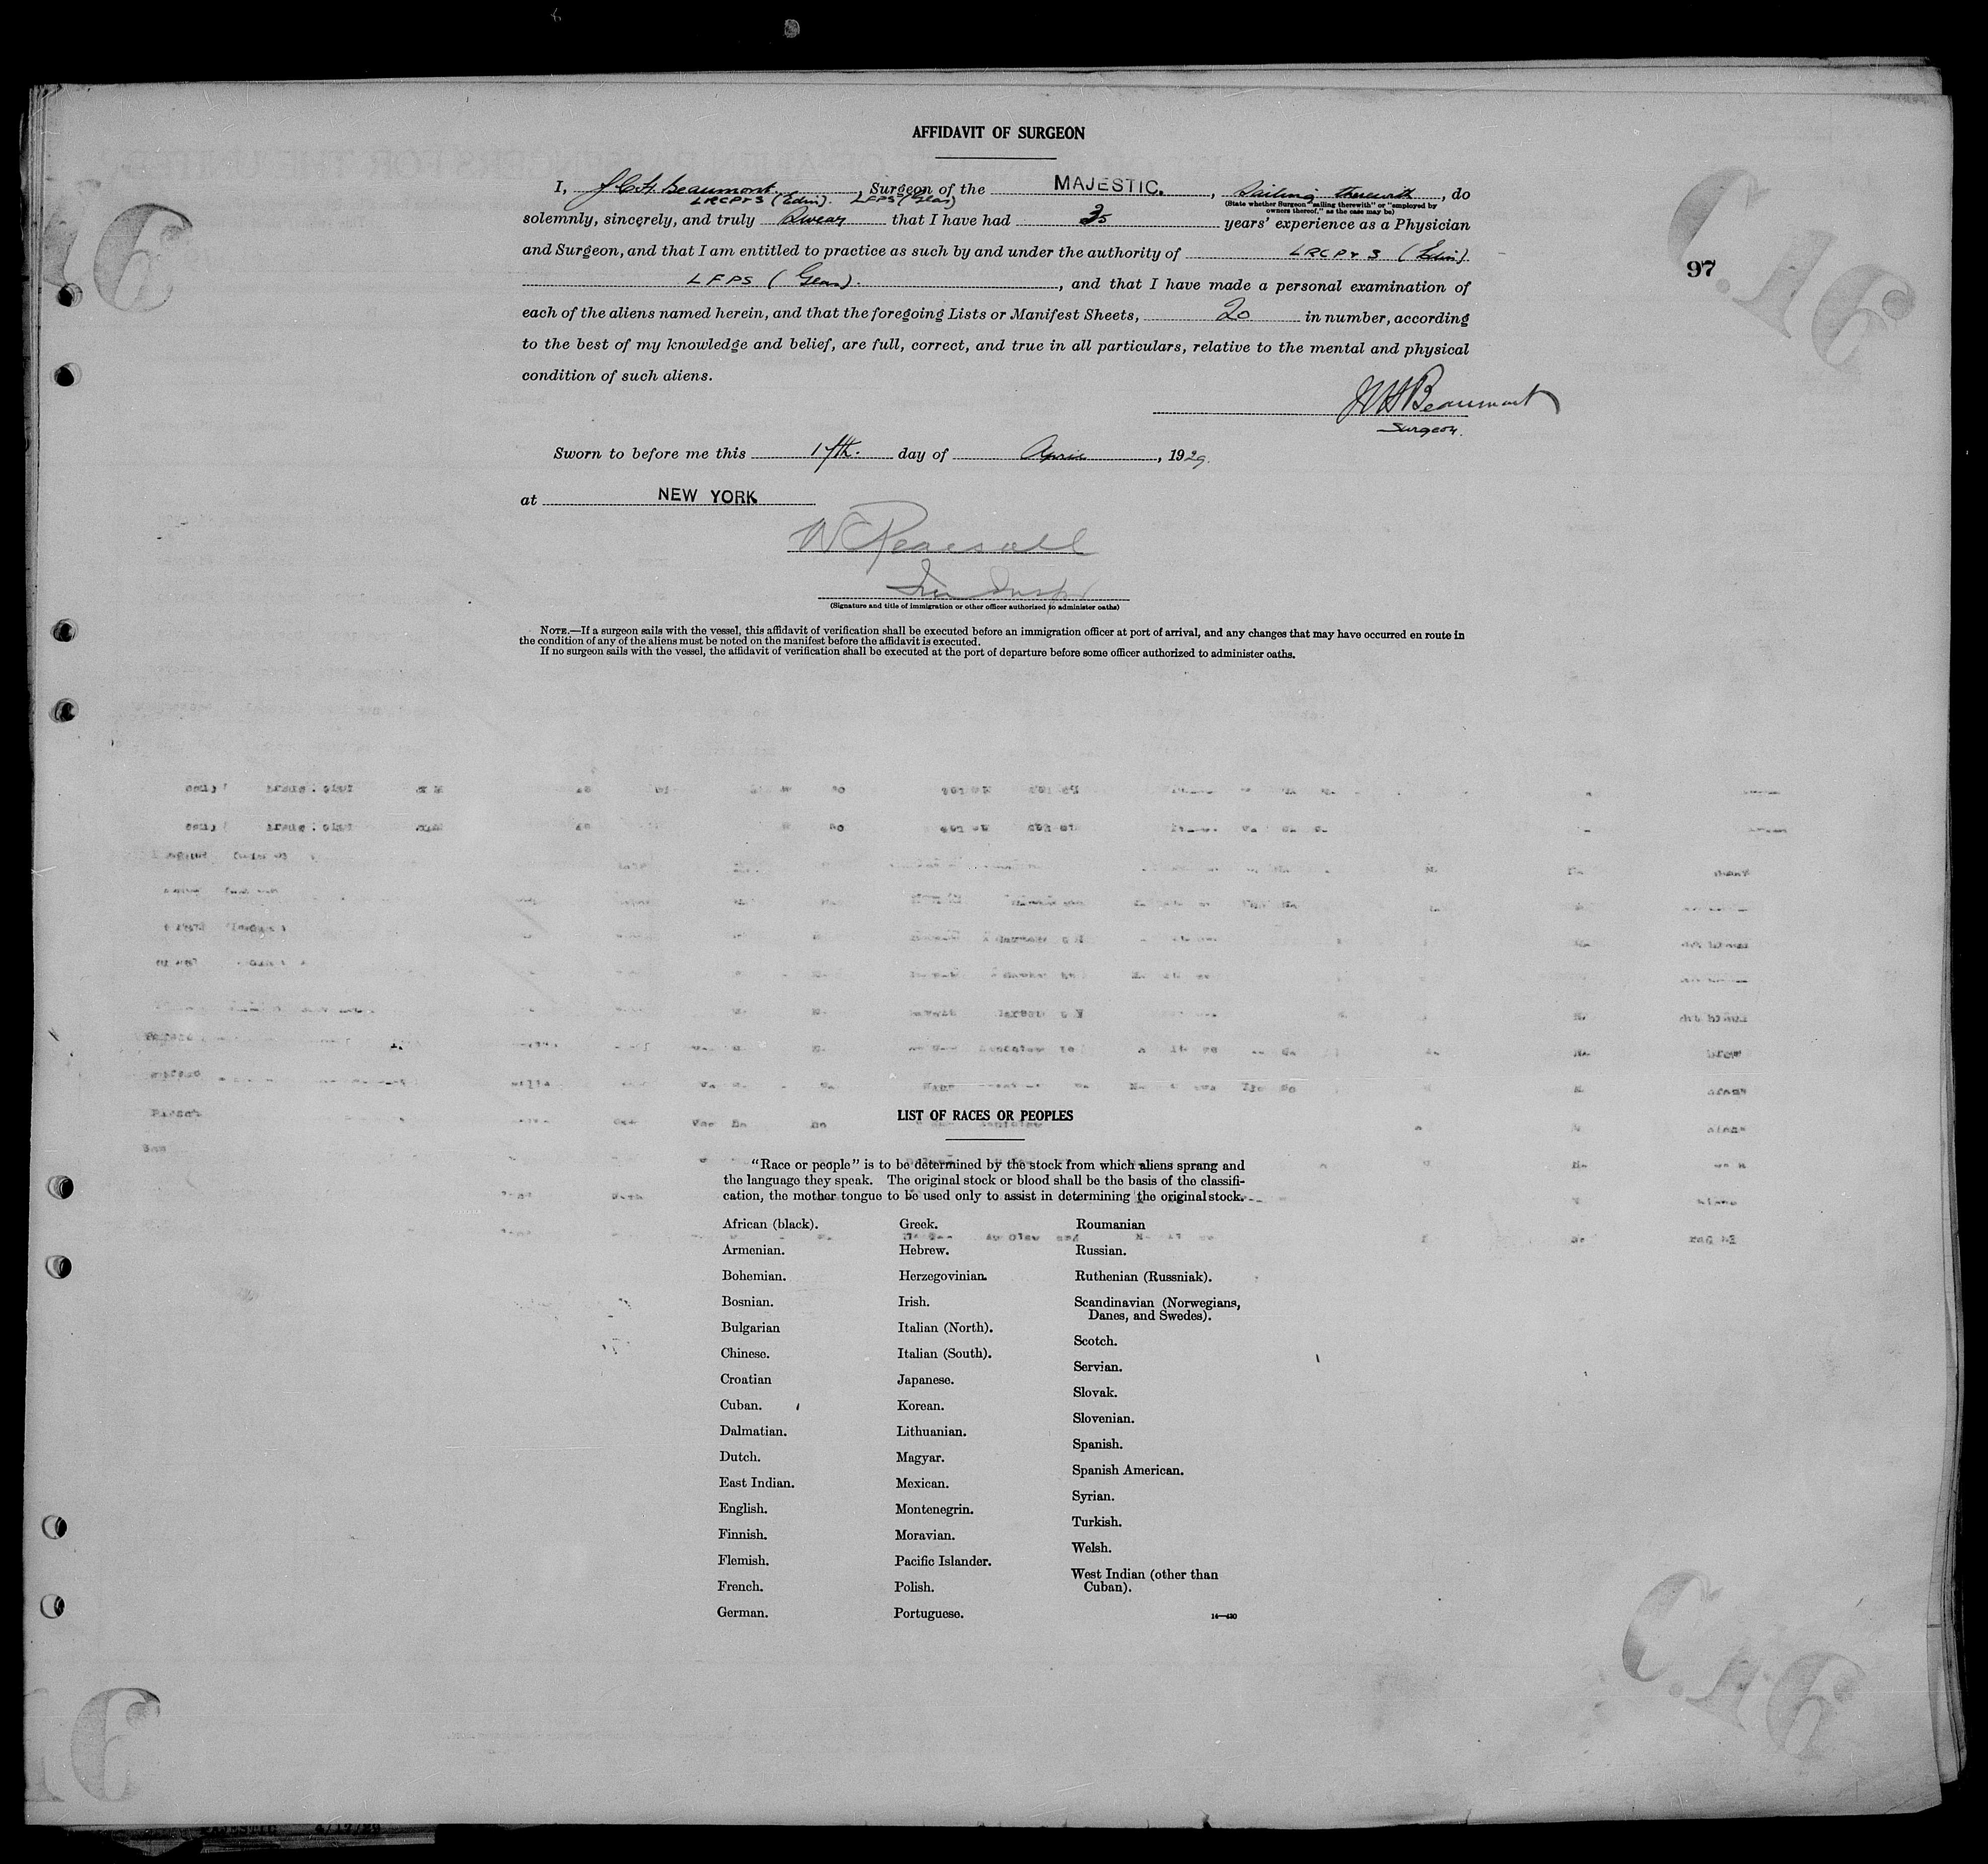 AFFIDAVIT OF SURGEON
I, J C H Beaumont, Surgeon of the MAJESTIC., Sailing therewith, do
LRCP & S (Edin). LFPS (Glas)
(State whether Surgeon "sailing therewith" or "employed by
owners thereof," as the case may be)
solemnly, sincerely, and truly Swear that I have had 35 years' experience as a Physician
and Surgeon, and that I am entitled to practice as such by and under the authority of LRCP & S (Edin).
LFPS (Glas)., and that I have made a personal examination of
each of the aliens named herein, and that the foregoing Lists or Manifest Sheets, 20 in number, according
to the best of my knowledge and belief, are full, correct, and true in all particulars, relative to the mental and physical
condition of such aliens.
JCH Beaumont
Surgeon.
Sworn to before me this 17th. day of April, 1929.
at NEW YORK
W Pearsall
Imm Inspr
(Signature and title of immigration or other officer authorized to administer oaths)
NOTE.—If a surgeon sails with the vessel, this affidavit of verification shall be executed before an immigration officer at port of arrival, and any changes that may have occurred en route in
the condition of any of the aliens must be noted on the manifest before the affidavit is executed.
If no surgeon sails with the vessel, the affidavit of verification shall be executed at the port of departure before some officer authorized to administer oaths.
97
C.16
LIST OF RACES OR PEOPLES
"Race or people" is to be determined by the stock from which aliens sprang and
the language they speak. The original stock or blood shall be the basis of the classifi-
cation, the mother tongue to be used only to assist in determining the original stock.
African (black).
Armenian.
Bohemian.
Bosnian.
Bulgarian
Chinese.
Croatian
Cuban.
Dalmatian.
Dutch.
East Indian.
English.
Finnish.
Flemish.
French.
German.
Greek.
Hebrew.
Herzegovinian.
Irish.
Italian (North).
Italian (South).
Japanese.
Korean.
Lithuanian.
Magyar.
Mexican.
Montenegrin.
Moravian.
Pacific Islander.
Polish.
Portuguese.
Roumanian
Russian.
Ruthenian (Russniak).
Scandinavian (Norwegians,
Danes, and Swedes).
Scotch.
Servian.
Slovak.
Slovenian.
Spanish.
Spanish American.
Syrian.
Turkish.
Welsh.
West Indian (other than
Cuban).
14—430
C.16
MAJESTIC 4/17/29